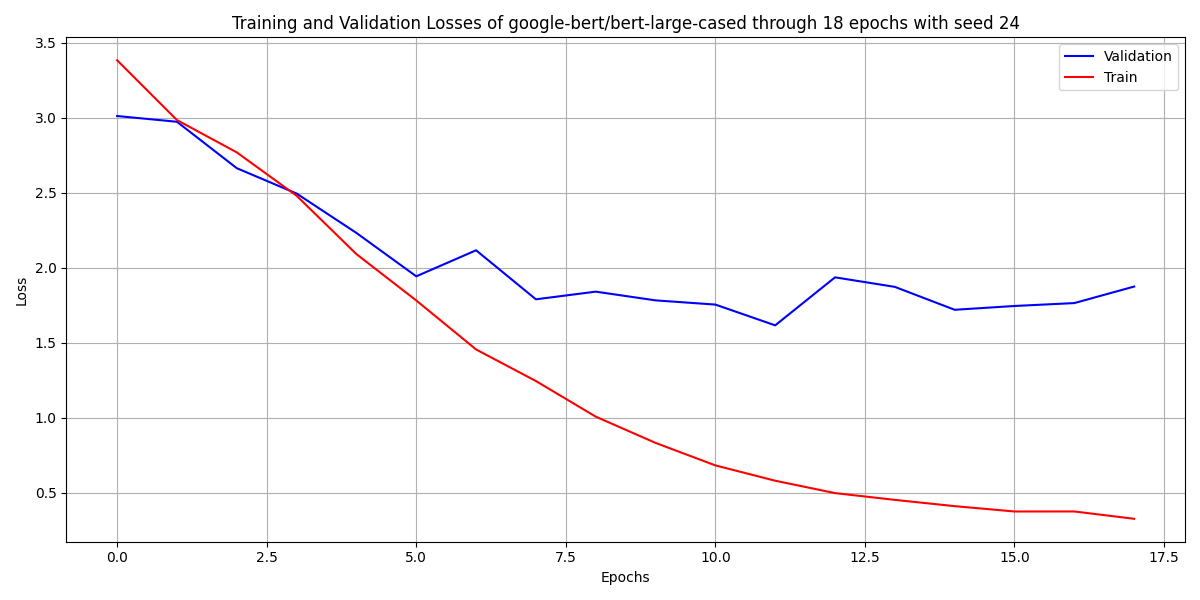 Training and Validation Losses of google-bert/bert-large-cased through 18 epochs with seed 24
Validation
Train
3.5
3.0
2.5
2.0
1.5
1.0
0.5
Loss
0.0 2.5 5.0 7.5 10.0 12.5 15.0 17.5
Epochs